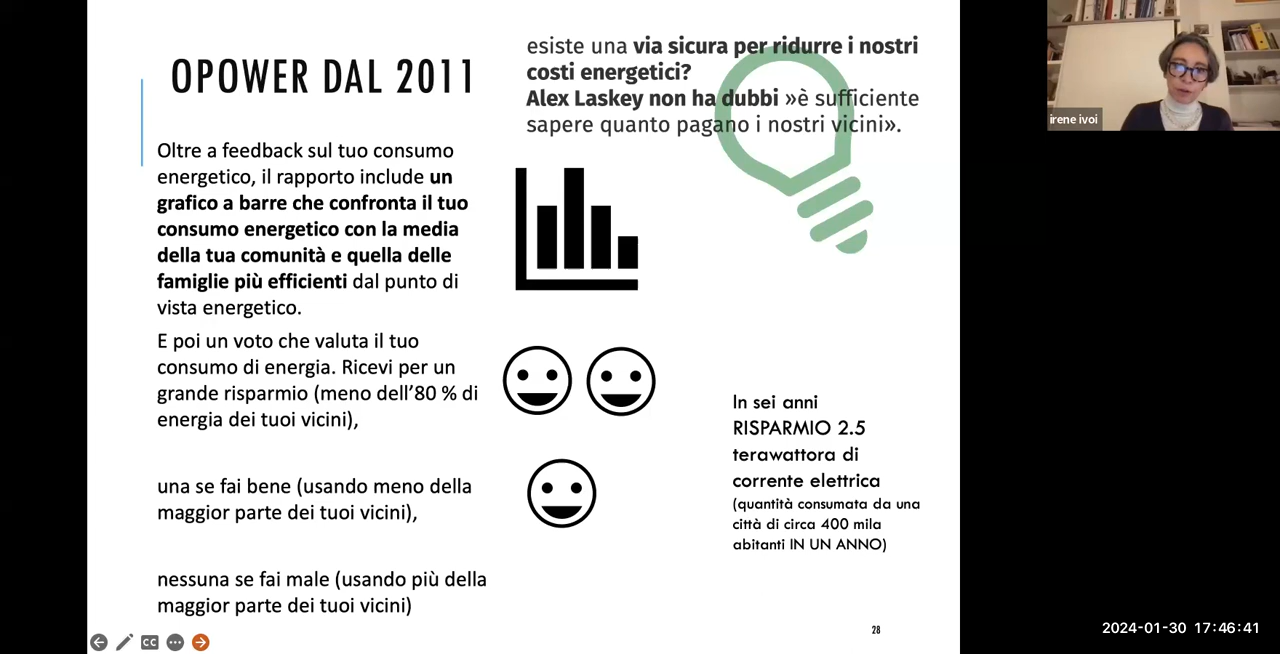 OPOWER DAL 2011
Oltre a feedback sul tuo consumo
energetico, il rapporto include un
grafico a barre che confronta il tuo
consumo energetico con la media
della tua comunità e quella delle
famiglie più efficienti dal punto di
vista energetico.
E poi un voto che valuta il tuo
consumo di energia. Ricevi per un
grande risparmio (meno dell'80 % di
energia dei tuoi vicini),
una se fai bene (usando meno della
maggior parte dei tuoi vicini),
nessuna se fai male (usando più della
maggior parte dei tuoi vicini)
esiste una via sicura per ridurre i nostri
costi energetici?
Alex Laskey non ha dubbi »è sufficiente
sapere quanto pagano i nostri vicini».
In sei anni
RISPARMIO 2.5
terawattora di
corrente elettrica
(quantità consumata da una
città di circa 400 mila
abitanti IN UN ANNO)
28
CC
irene ivoi
2024-01-30 17:46:41